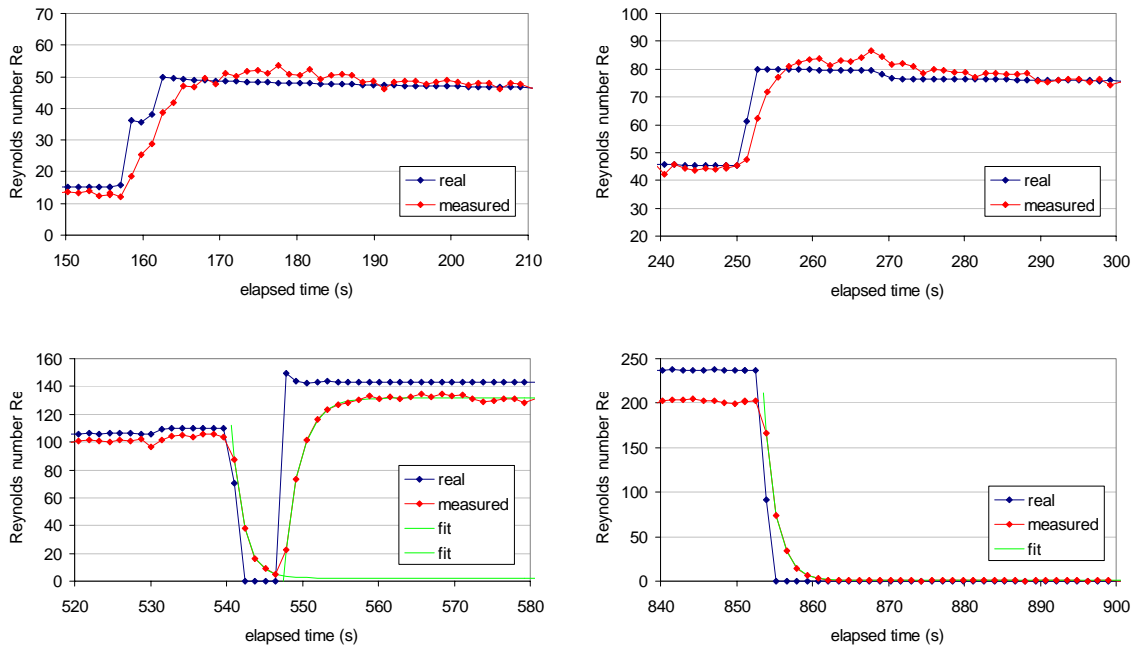 70
60
50
40
30
20
10
0
Reynolds number Re
real
measured
150 160 170 180 190 200 210
elapsed time (s)
100
90
80
70
60
50
40
30
20
Reynolds number Re
real
measured
240 250 260 270 280 290 300
elapsed time (s)
160
140
120
100
80
60
40
20
0
Reynolds number Re
real
measured
fit
fit
520 530 540 550 560 570 580
elapsed time (s)
250
200
150
100
50
0
Reynolds number Re
real
measured
fit
840 850 860 870 880 890 900
elapsed time (s)